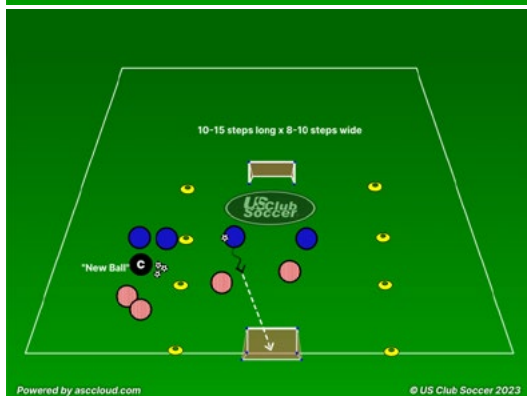 10-15 steps long x 8-10 steps wide
US Club
Soccer
"New Ball"
C
Powered by asccloud.com
© US Club Soccer 2023